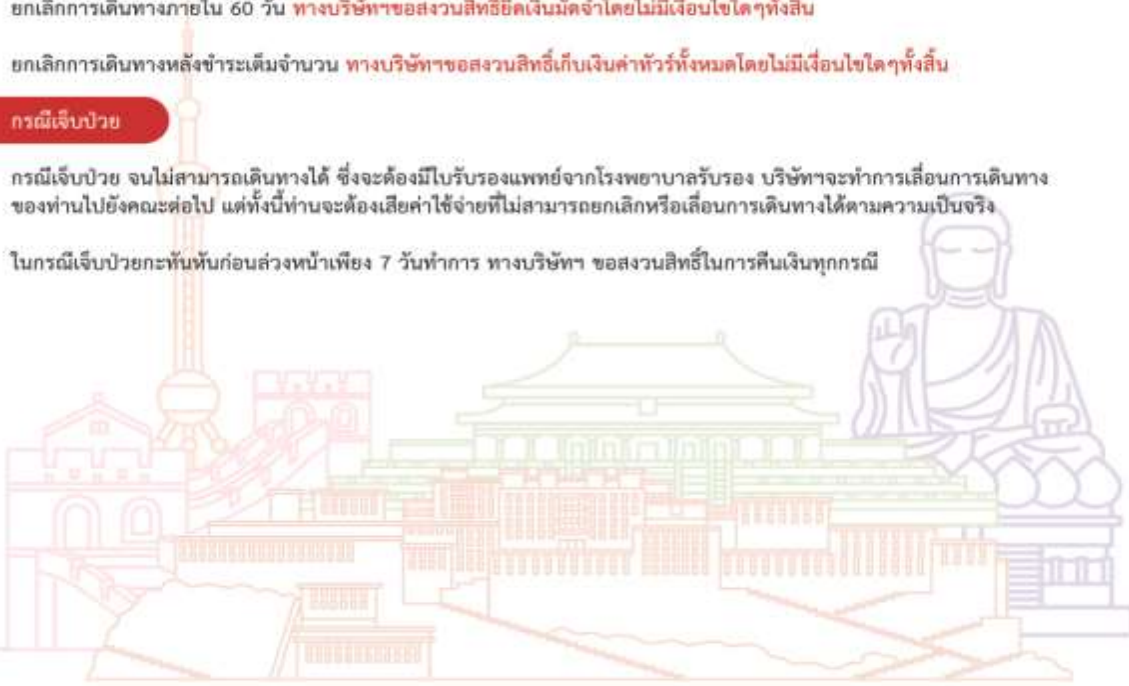 ยกเลิกการเดินทางภายใน 60 วัน ทางบริษัทฯขอสงวนสิทธิ์ยึดเงินมัดจำโดยไม่มีเงื่อนไขใดๆทั้งสิ้น
ยกเลิกการเดินทางหลังชำระเต็มจำนวน ทางบริษัทฯขอสงวนสิทธิ์เก็บเงินค่าทัวร์ทั้งหมดโดยไม่มีเงื่อนไขใดๆทั้งสิ้น
กรณีเจ็บป่วย
กรณีเจ็บป่วย จนไม่สามารถเดินทางได้ ซึ่งจะต้องมีใบรับรองแพทย์จากโรงพยาบาลรับรอง บริษัทฯจะทำการเลื่อนการเดินทาง
ของท่านไปยังคณะต่อไป แต่ทั้งนี้ท่านจะต้องเสียค่าใช้จ่ายที่ไม่สามารถยกเลิกหรือเลื่อนการเดินทางได้ตามความเป็นจริง
ในกรณีเจ็บป่วยกะทันหันก่อนล่วงหน้าเพียง 7 วันทำการ ทางบริษัทฯ ขอสงวนสิทธิ์ในการคืนเงินทุกกรณี